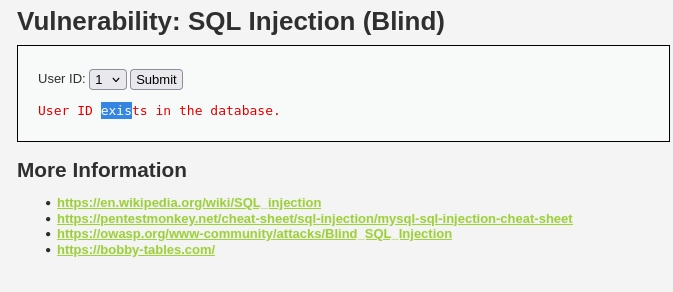 Vulnerability: SQL Injection (Blind)
User ID: 1 Submit
User ID exists in the database.
More Information
https://en.wikipedia.org/wiki/SQL_injection
https://pentestmonkey.net/cheat-sheet/sql-injection/mysql-sql-injection-cheat-sheet
https://owasp.org/www-community/attacks/Blind_SQL_Injection
https://bobby-tables.com/